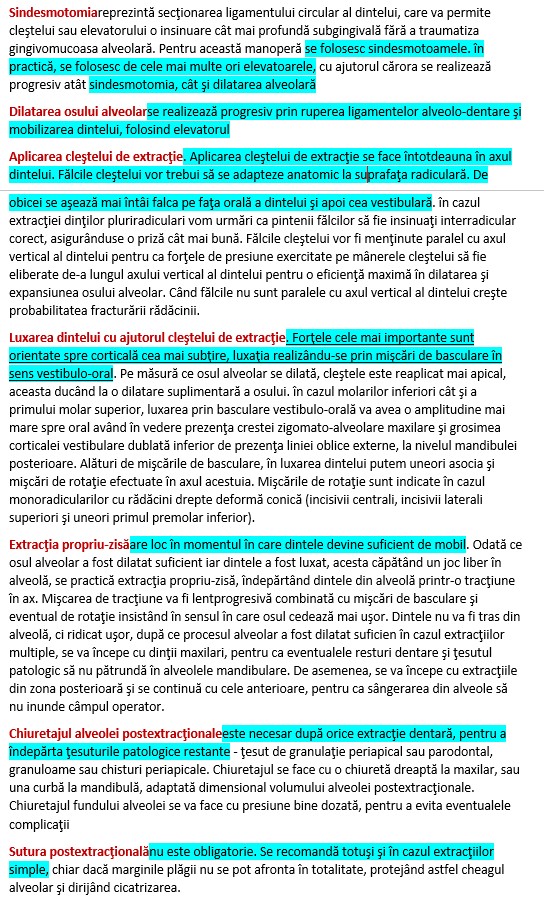 Sindesmotomiareprezintă secţionarea ligamentului circular al dintelui, care va permite
cleştelui sau elevatorului o insinuare cât mai profundă subgingivală fără a traumatiza
gingivomucoasa alveolară. Pentru această manoperă se folosesc sindesmotoamele. în
practică, se folosesc de cele mai multe ori elevatoarele, cu ajutorul cărora se realizează
progresiv atât sindesmotomia, cât şi dilatarea alveolară
Dilatarea osului alveolarse realizează progresiv prin ruperea ligamentelor alveolo-dentare şi
mobilizarea dintelui, folosind elevatorul
Aplicarea cleştelui de extracţie. Aplicarea cleştelui de extracţie se face întotdeauna în axul
dintelui. Fălcile cleştelui vor trebui să se adapteze anatomic la suprafaţa radiculară. De
obicei se aşează mai întâi falca pe faţa orală a dintelui şi apoi cea vestibulară. în cazul
extracţiei dinţilor pluriradiculari vom urmări ca pintenii fălcilor să fie insinuaţi interradicular
corect, asigurânduse o priză cât mai bună. Fălcile cleştelui vor fi menţinute paralel cu axul
vertical al dintelui pentru ca forţele de presiune exercitate pe mânerele cleştelui să fie
eliberate de-a lungul axului vertical al dintelui pentru o eficienţă maximă în dilatarea şi
expansiunea osului alveolar. Când fălcile nu sunt paralele cu axul vertical al dintelui creşte
probabilitatea fracturării rădăcinii.
Luxarea dintelui cu ajutorul cleştelui de extracţie. Forţele cele mai importante sunt
orientate spre corticală cea mai subţire, luxaţia realizându-se prin mişcări de basculare în
sens vestibulo-oral. Pe măsură ce osul alveolar se dilată, cleştele este reaplicat mai apical,
aceasta ducând la o dilatare suplimentară a osului. în cazul molarilor inferiori cât şi a
primului molar superior, luxarea prin basculare vestibulo-orală va avea o amplitudine mai
mare spre oral având în vedere prezenţa crestei zigomato-alveolare maxilare şi grosimea
corticalei vestibulare dublată inferior de prezenţa liniei oblice externe, la nivelul mandibulei
posterioare. Alături de mişcările de basculare, în luxarea dintelui putem uneori asocia şi
mişcări de rotaţie efectuate în axul acestuia. Mişcările de rotaţie sunt indicate în cazul
monoradicularilor cu rădăcini drepte deformă conică (incisivii centrali, incisivii laterali
superiori şi uneori primul premolar inferior).
Extracţia propriu-zisăare loc în momentul în care dintele devine suficient de mobil. Odată ce
osul alveolar a fost dilatat suficient iar dintele a fost luxat, acesta căpătând un joc liber în
alveolă, se practică extracţia propriu-zisă, îndepărtând dintele din alveolă printr-o tracţiune
în ax. Mişcarea de tracţiune va fi lentprogresivă combinată cu mişcări de basculare şi
eventual de rotaţie insistând în sensul în care osul cedează mai uşor. Dintele nu va fi tras din
alveolă, ci ridicat uşor, după ce procesul alveolar a fost dilatat suficien în cazul extracţiilor
multiple, se va începe cu dinţii maxilari, pentru ca eventualele resturi dentare şi ţesutul
patologic să nu pătrundă în alveolele mandibulare. De asemenea, se va începe cu extracţiile
din zona posterioară şi se continuă cu cele anterioare, pentru ca sângerarea din alveole să
nu inunde câmpul operator.
Chiuretajul alveolei postextracţionaleeste necesar după orice extracţie dentară, pentru a
îndepărta ţesuturile patologice restante - ţesut de granulaţie periapical sau parodontal,
granuloame sau chisturi periapicale. Chiuretajul se face cu o chiuretă dreaptă la maxilar, sau
una curbă la mandibulă, adaptată dimensional volumului alveolei postextracţionale.
Chiuretajul fundului alveolei se va face cu presiune bine dozată, pentru a evita eventualele
complicaţii
Sutura postextracţionalănu este obligatorie. Se recomandă totuşi şi în cazul extracţiilor
simple, chiar dacă marginile plăgii nu se pot afronta în totalitate, protejând astfel cheagul
alveolar şi dirijând cicatrizarea.